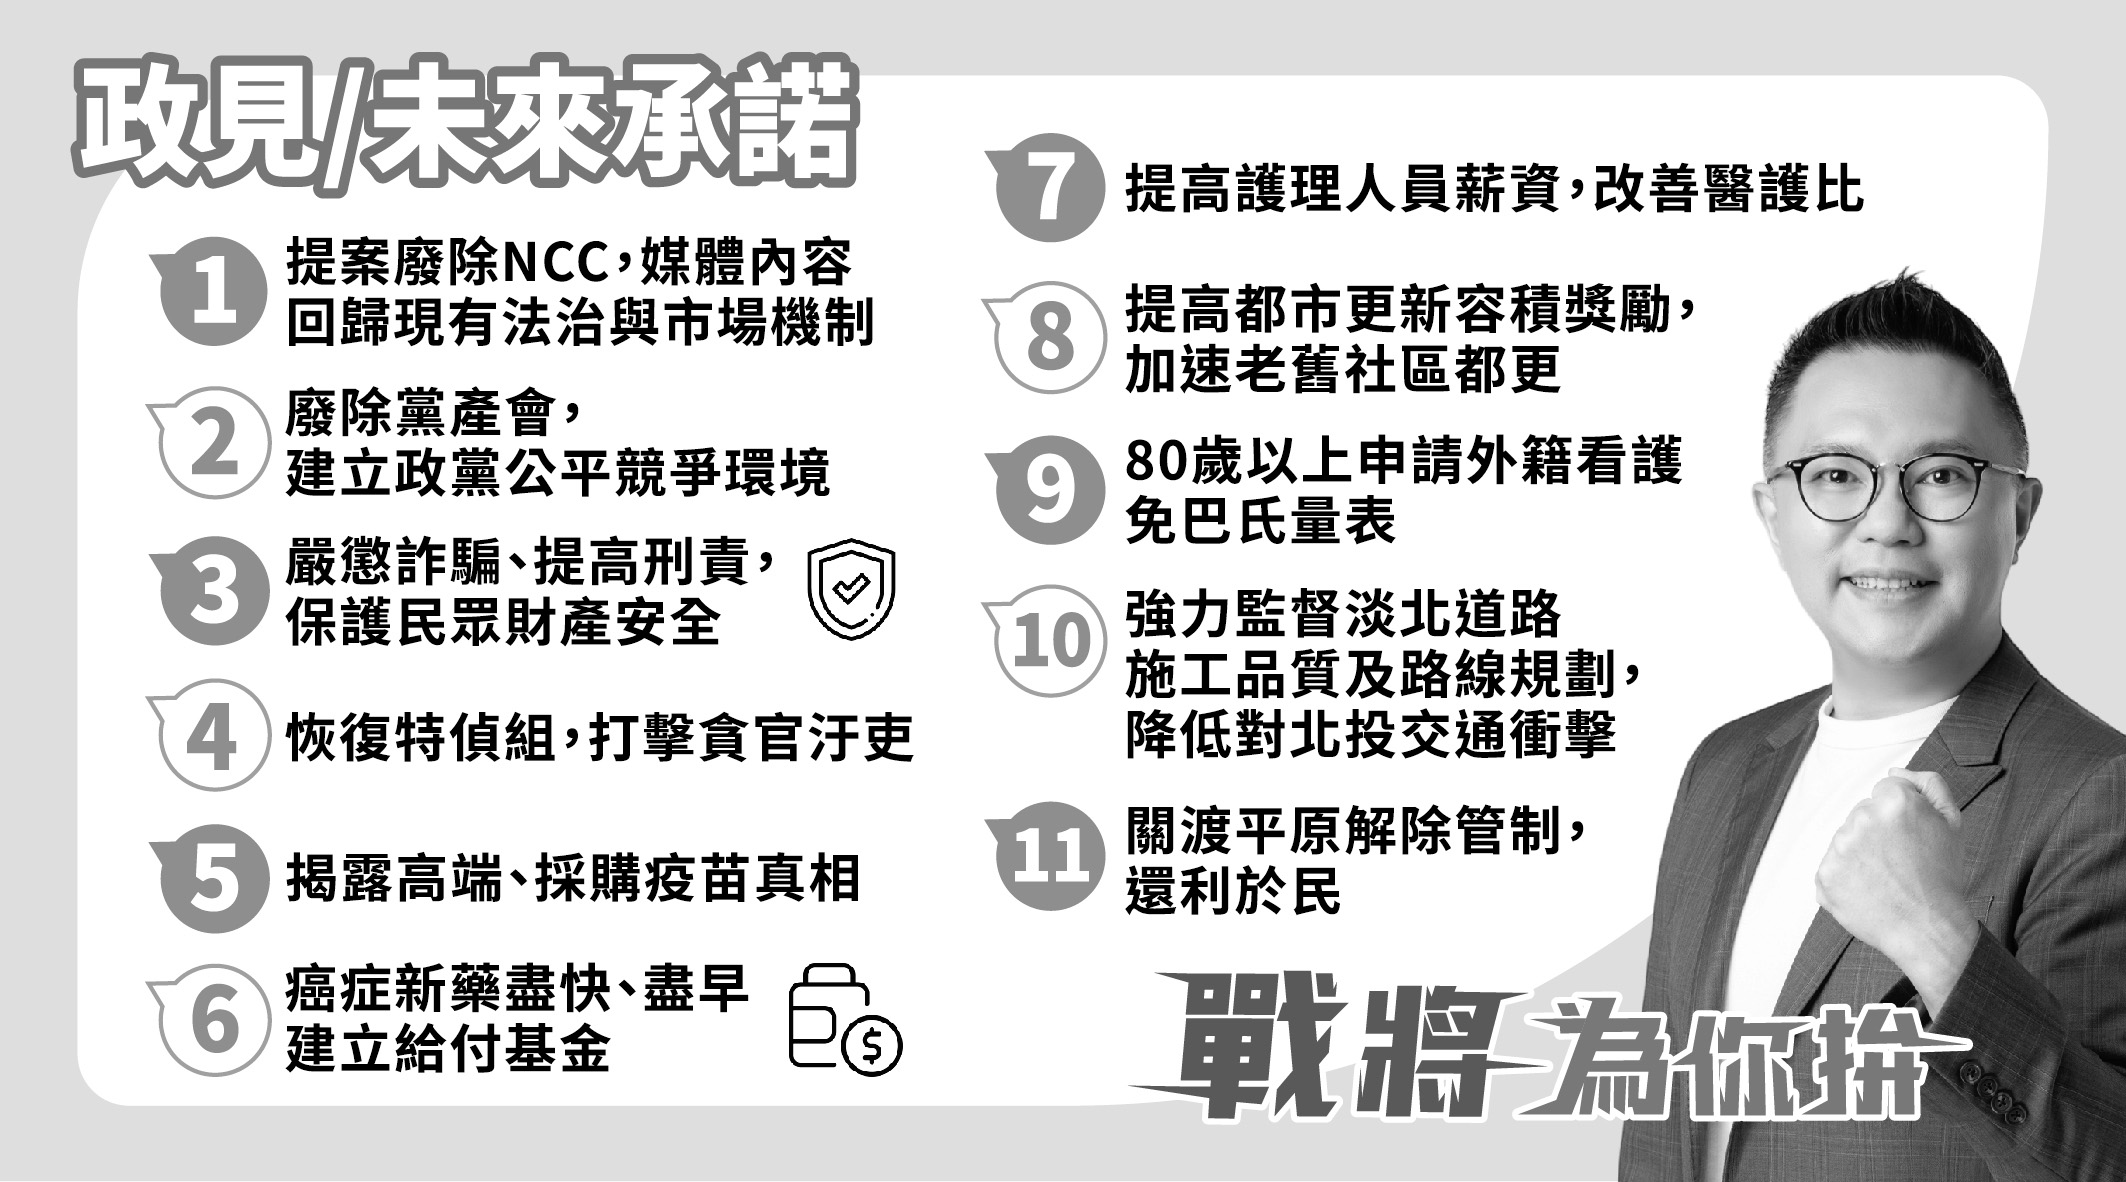 政見/未來承諾
1
提案廢除NCC，媒體內容
回歸現有法治與市場機制
2
廢除黨產會，
建立政黨公平競爭環境
3
嚴懲詐騙、提高刑責，
保護民眾財產安全
4
恢復特偵組，打擊貪官汙吏
5
揭露高端、採購疫苗真相
6
癌症新藥盡快、盡早
建立給付基金
$
7
提高護理人員薪資，改善醫護比
8
提高都市更新容積獎勵，
加速老舊社區都更
9
80歲以上申請外籍看護
免巴氏量表
10
強力監督淡北道路
施工品質及路線規劃，
降低對北投交通衝擊
11
關渡平原解除管制，
還利於民
戰將為你拚